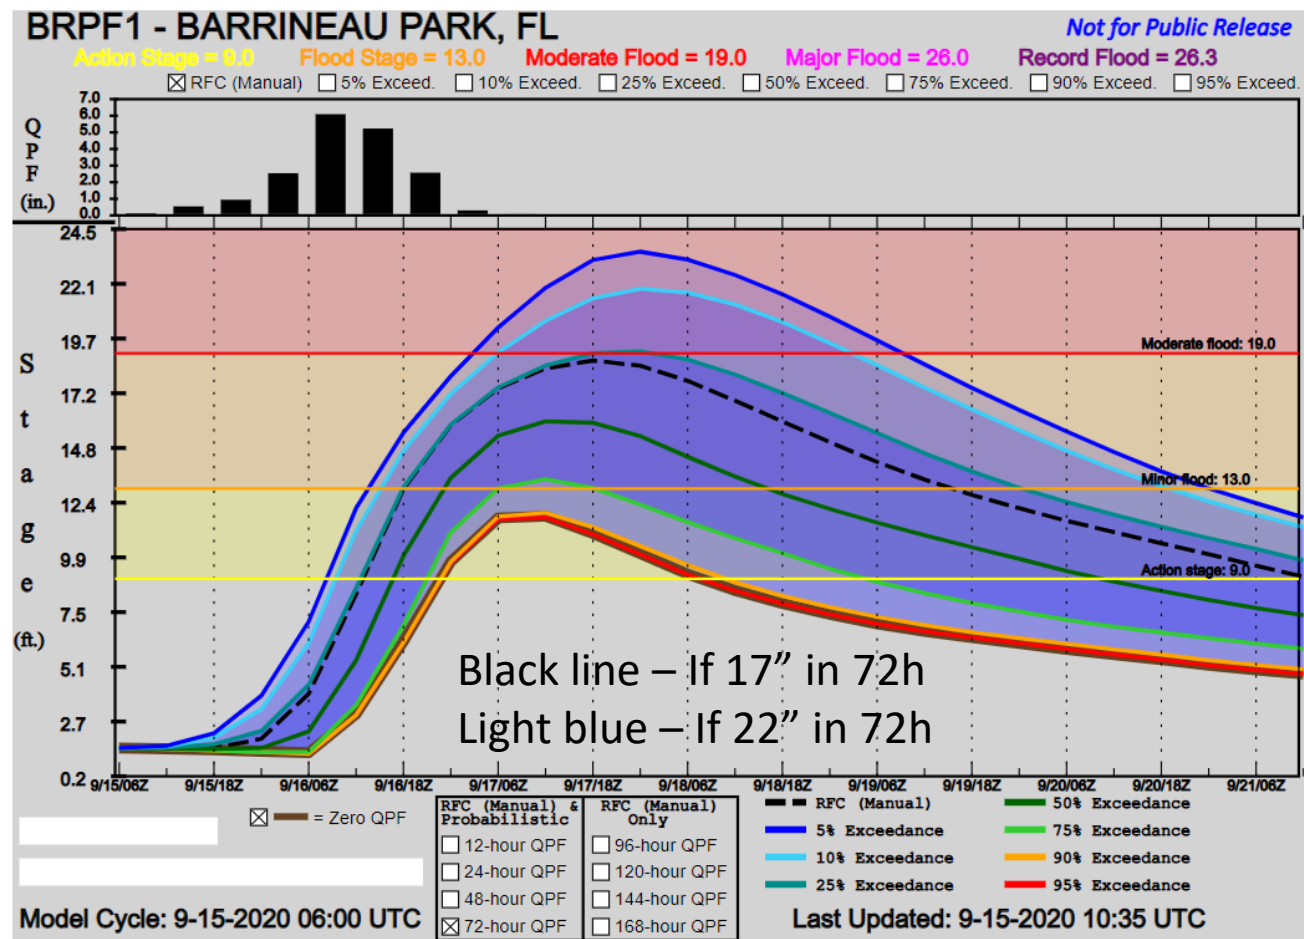 BRPF1 - BARRINEAU PARK, FL
Not for Public Release
Action Stage = 9.0 Flood Stage = 13.0 Moderate Flood = 19.0 Major Flood = 26.0 Record Flood = 26.3
RFC (Manual) 5% Exceed. 10% Exceed. 25% Exceed. 50% Exceed. 75% Exceed. 90% Exceed. 95% Exceed.
QPF (in.)
7.0
6.0
5.0
4.0
3.0
2.0
1.0
0.0
Stage (ft.)
24.5
22.1
19.7
17.2
14.8
12.4
9.9
7.5
5.1
2.7
0.2
Moderate flood: 19.0
Minor flood: 13.0
Action stage: 9.0
Black line – If 17” in 72h
Light blue – If 22” in 72h
9/15/06Z 9/15/18Z 9/16/06Z 9/16/18Z 9/17/06Z 9/17/18Z 9/18/06Z 9/18/18Z 9/19/06Z 9/19/18Z 9/20/06Z 9/20/18Z 9/21/06Z
= Zero QPF
RFC (Manual) &
Probabilistic
12-hour QPF
24-hour QPF
48-hour QPF
72-hour QPF
RFC (Manual)
Only
96-hour QPF
120-hour QPF
144-hour QPF
168-hour QPF
RFC (Manual)
5% Exceedance
10% Exceedance
25% Exceedance
50% Exceedance
75% Exceedance
90% Exceedance
95% Exceedance
Model Cycle: 9-15-2020 06:00 UTC
Last Updated: 9-15-2020 10:35 UTC